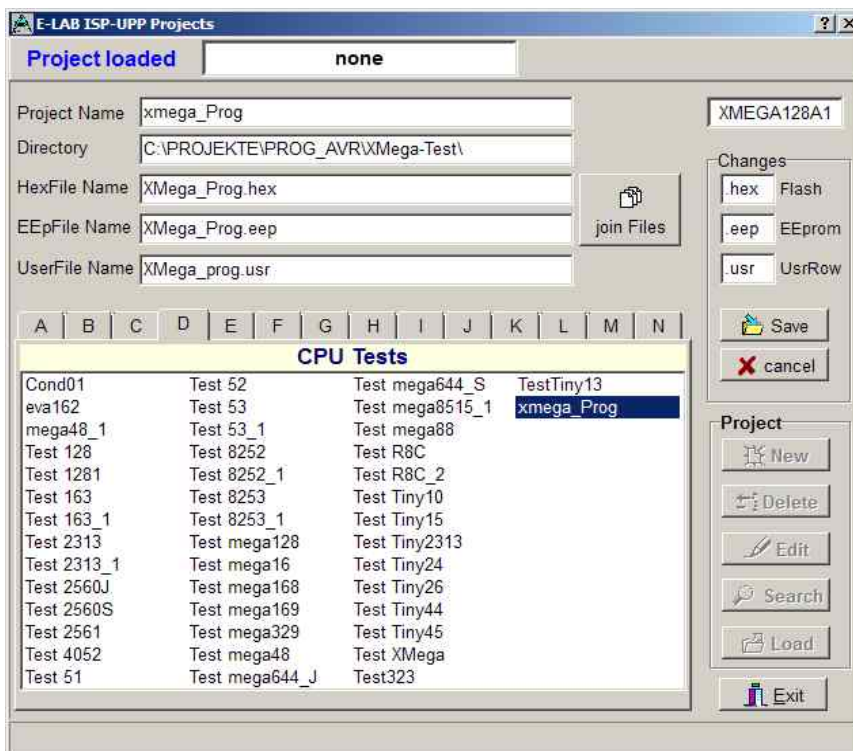 E-LAB ISP-UPP Projects
Project loaded none
Project Name xmega_Prog XMEGA128A1
Directory C:\PROJEKTE\PROG_AVR\XMega-Test\
HexFile Name XMega_Prog.hex
EEpFile Name XMega_Prog.eep
UserFile Name XMega_prog.usr
join Files
Changes
.hex Flash
.eep EEprom
.usr UsrRow
Save
cancel
A B C D E F G H I J K L M N
CPU Tests
Cond01 Test 52 Test mega644_S TestTiny13
eva162 Test 53 Test mega8515_1 xmega_Prog
mega48_1 Test 53_1 Test mega88
Test 128 Test 8252 Test R8C
Test 1281 Test 8252_1 Test R8C_2
Test 163 Test 8253 Test Tiny10
Test 163_1 Test 8253_1 Test Tiny15
Test 2313 Test mega128 Test Tiny2313
Test 2313_1 Test mega16 Test Tiny24
Test 2560J Test mega168 Test Tiny26
Test 2560S Test mega169 Test Tiny44
Test 2561 Test mega329 Test Tiny45
Test 4052 Test mega48 Test XMega
Test 51 Test mega644_J Test323
Project
New
Delete
Edit
Search
Load
Exit